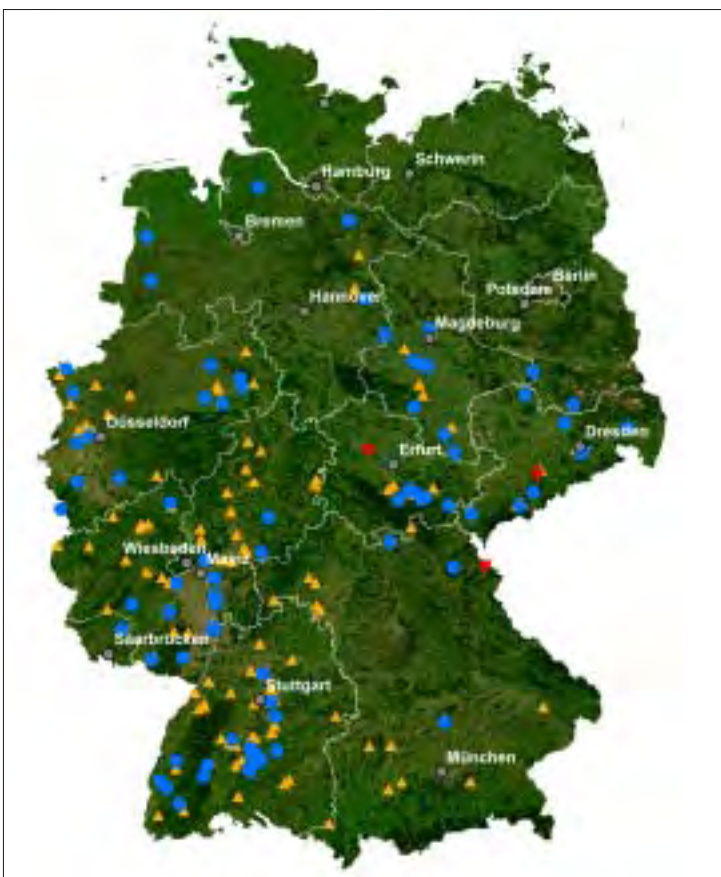 Schwerin
Hamburg
Bremen
Berlin
Potsdam
Hannover
Magdeburg
Düsseldorf
Dresden
Erfurt
Wiesbaden
Mainz
Saarbrücken
Stuttgart
München